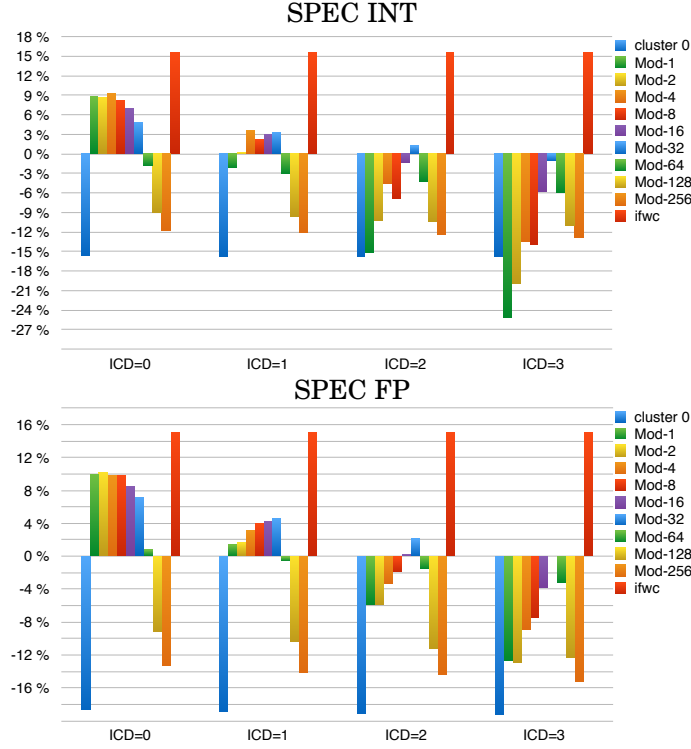 SPEC INT
18 %
15 %
12 %
9 %
6 %
3 %
0 %
-3 %
-6 %
-9 %
-12 %
-15 %
-18 %
-21 %
-24 %
-27 %
ICD=0 ICD=1 ICD=2 ICD=3
cluster 0
Mod-1
Mod-2
Mod-4
Mod-8
Mod-16
Mod-32
Mod-64
Mod-128
Mod-256
ifwc
SPEC FP
16 %
12 %
8 %
4 %
0 %
-4 %
-8 %
-12 %
-16 %
ICD=0 ICD=1 ICD=2 ICD=3
cluster 0
Mod-1
Mod-2
Mod-4
Mod-8
Mod-16
Mod-32
Mod-64
Mod-128
Mod-256
ifwc